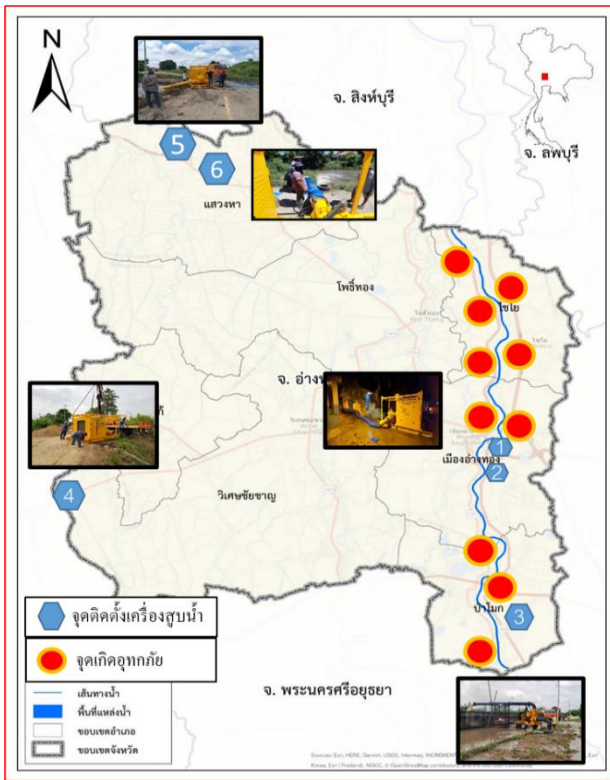 N
จ. สิงห์บุรี
จ. ลพบุรี
5
6
แสวงหา
โพธิ์ทอง
ไชโย
จ. อ่างท
1
เมืองอ่างทอง
2
4
วิเศษชัยชาญ
ป่าโมก
3
จุดติดตั้งเครื่องสูบน้ำ
จุดเกิดอุทกภัย
เส้นทางน้ำ
พื้นที่แหล่งน้ำ
ขอบเขตอำเภอ
ขอบเขตจังหวัด
จ. พระนครศรีอยุธยา
Sources: Esri, HERE, Garmin, USGS, Intermap, INCREMENT